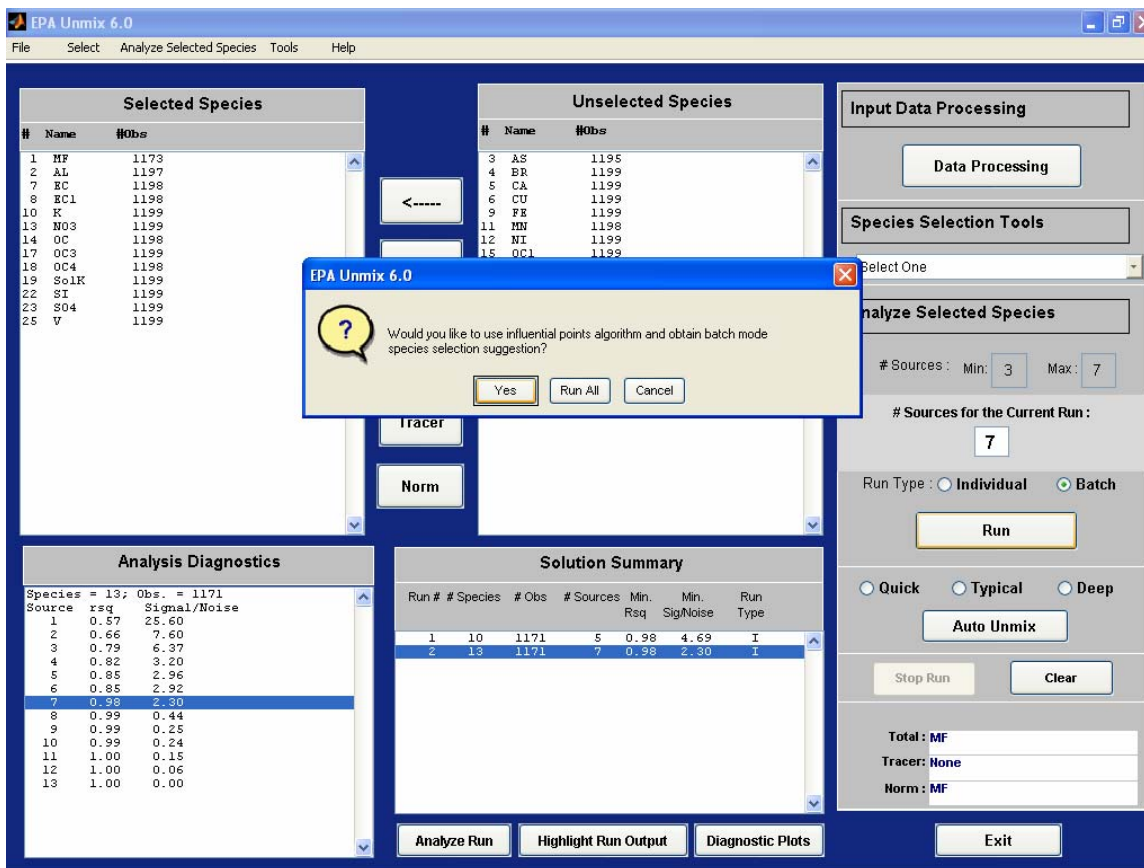 EPA Unmix 6.0
File Select Analyze Selected Species Tools Help
Selected Species
# Name #Obs
1 MF 1173
2 AL 1197
7 EC 1198
8 EC1 1198
10 K 1199
13 NO3 1199
14 OC 1198
17 OC3 1199
18 OC4 1198
19 SolK 1199
22 SI 1199
23 SO4 1199
25 V 1199
<-----
Tracer
Norm
Unselected Species
# Name #Obs
3 AS 1195
4 BR 1199
5 CA 1199
6 CU 1199
9 FE 1199
11 MN 1198
12 NI 1199
15 OC1 1199
EPA Unmix 6.0
?
Would you like to use influential points algorithm and obtain batch mode
species selection suggestion?
Yes Run All Cancel
Input Data Processing
Data Processing
Species Selection Tools
Select One
nalyze Selected Species
# Sources : Min: 3 Max : 7
# Sources for the Current Run :
7
Run Type : Individual Batch
Run
Quick Typical Deep
Auto Unmix
Stop Run Clear
Total : MF
Tracer: None
Norm : MF
Exit
Analysis Diagnostics
Species = 13; Obs. = 1171
Source rsq Signal/Noise
1 0.57 25.60
2 0.66 7.60
3 0.79 6.37
4 0.82 3.20
5 0.85 2.96
6 0.85 2.92
7 0.98 2.30
8 0.99 0.44
9 0.99 0.25
10 0.99 0.24
11 1.00 0.15
12 1.00 0.06
13 1.00 0.00
Solution Summary
Run # # Species # Obs # Sources Min. Min. Run
Rsq Sig/Noise Type
1 10 1171 5 0.98 4.69 I
2 13 1171 7 0.98 2.30 I
Analyze Run Highlight Run Output Diagnostic Plots